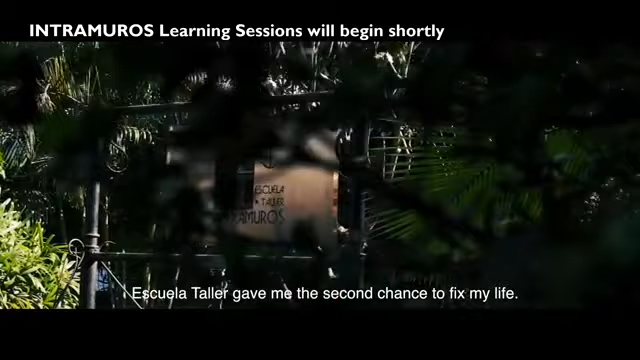 INTRAMUROS Learning Sessions will begin shortly
ESCUELA
TALLER
Escuela Taller gave me the second chance to fix my life.